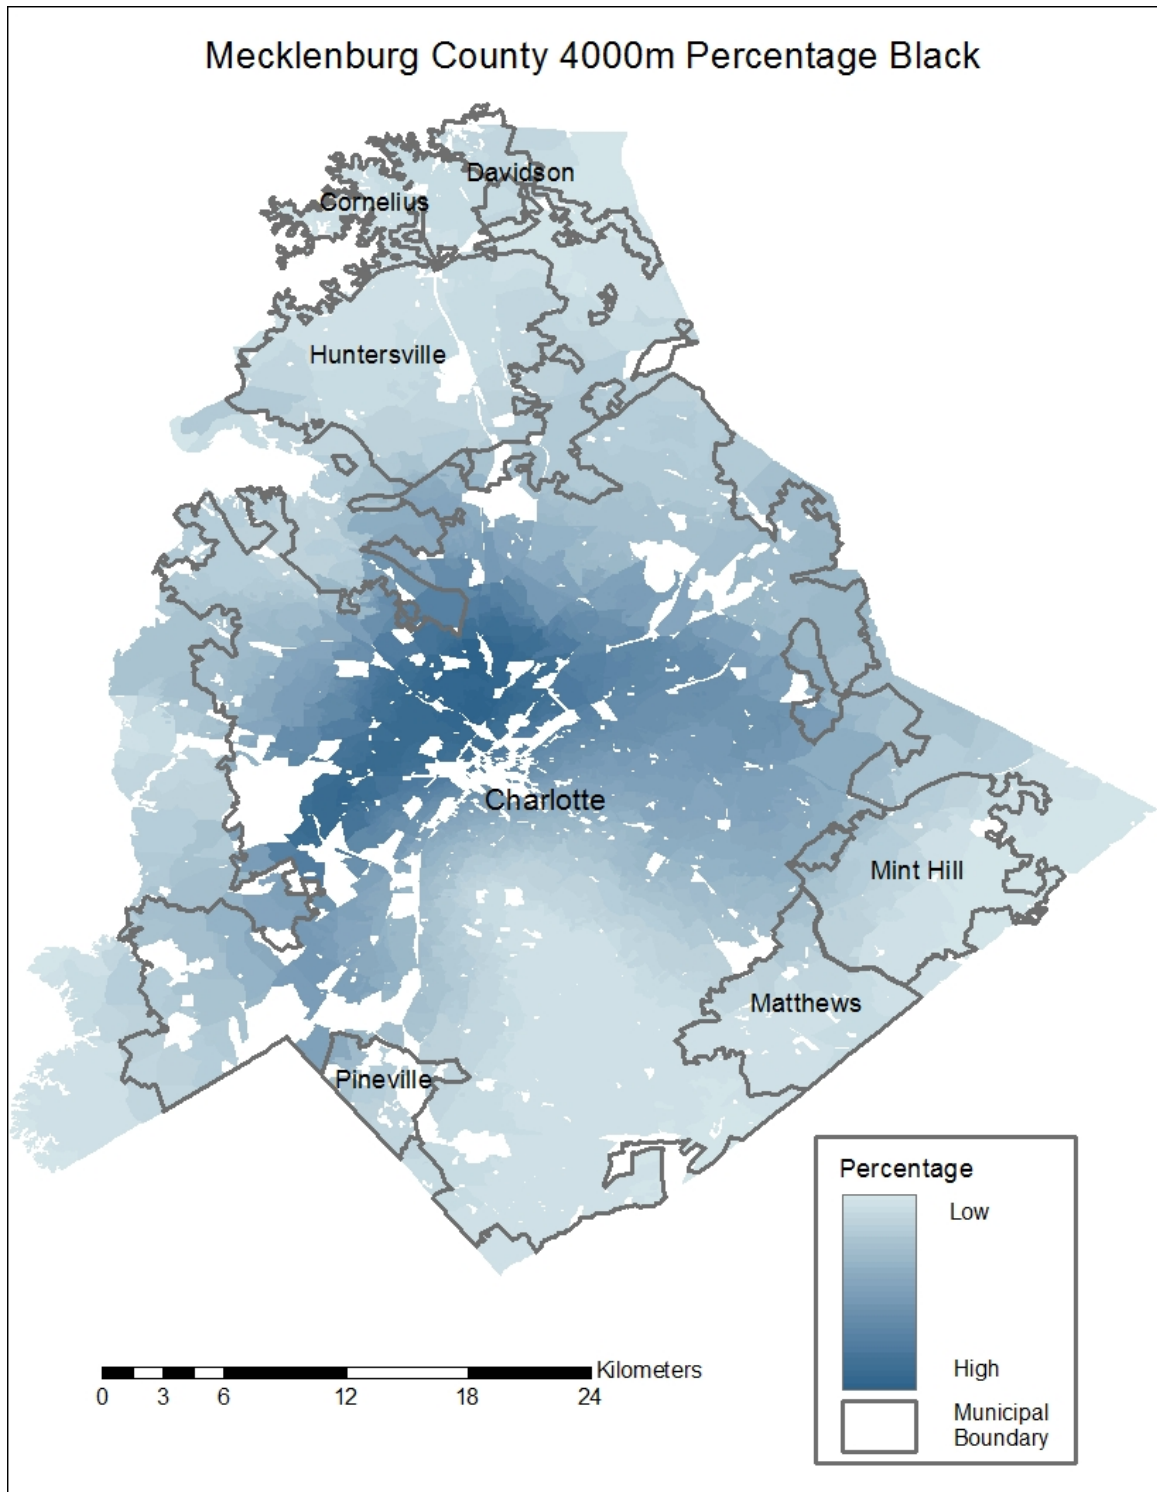 Mecklenburg County 4000m Percentage Black
Davidson
Cornelius
Huntersville
Charlotte
Mint Hill
Matthews
Pineville
Percentage
Low
High
Municipal
Boundary
Kilometers
0 3 6 12 18 24